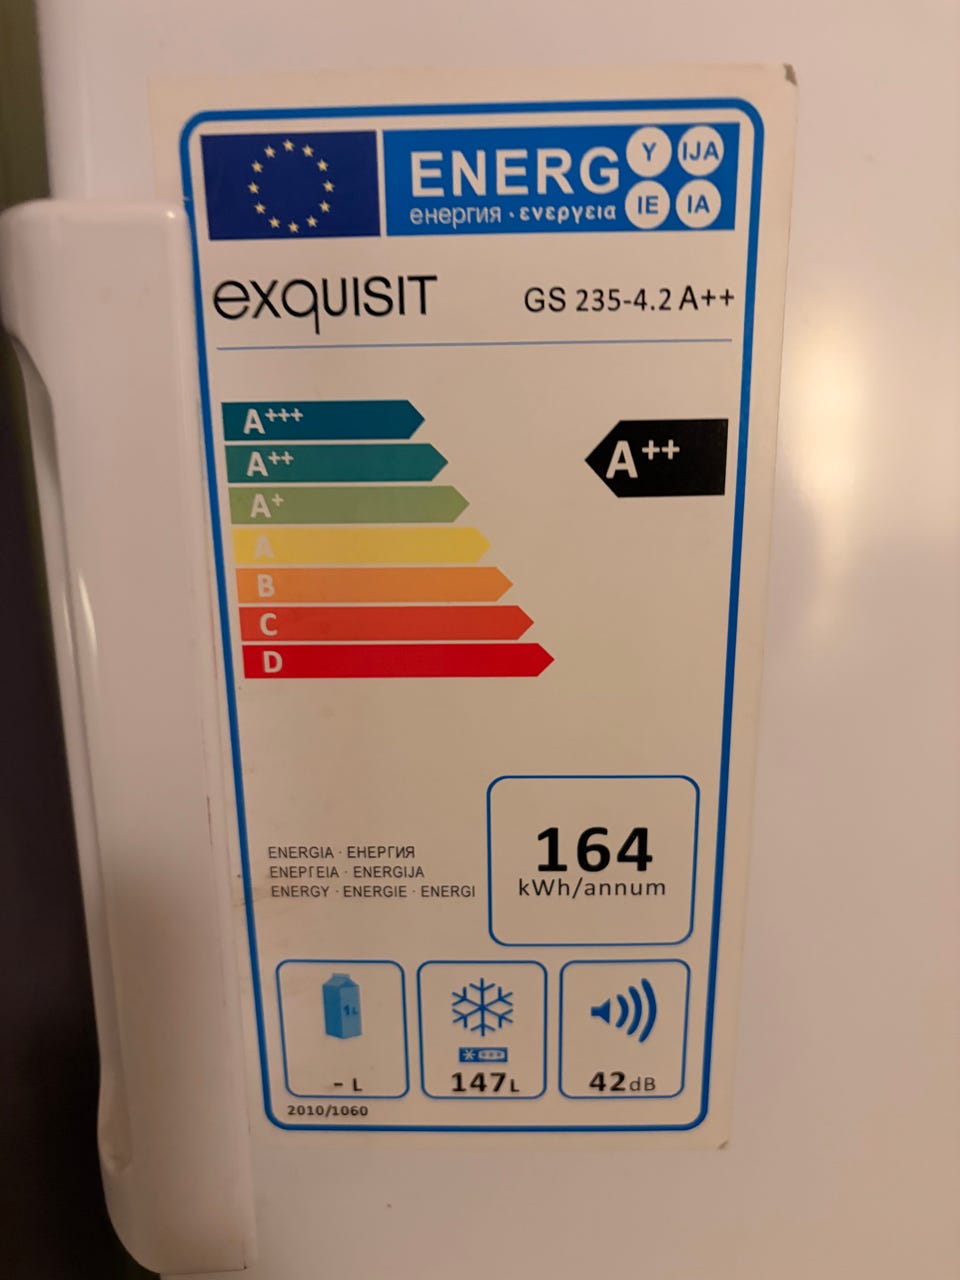 ENERG Y IJA IE IA
енергия · ενεργεια
exquisit GS 235-4.2 A++
A+++
A++
A++
A+
A
B
C
D
164
kWh/annum
ENERGIA · ЕНЕРГИЯ
ΕΝΕΡΓΕΙΑ · ENERGIJA
ENERGY · ENERGIE · ENERGI
1L
- L
147L
42dB
2010/1060